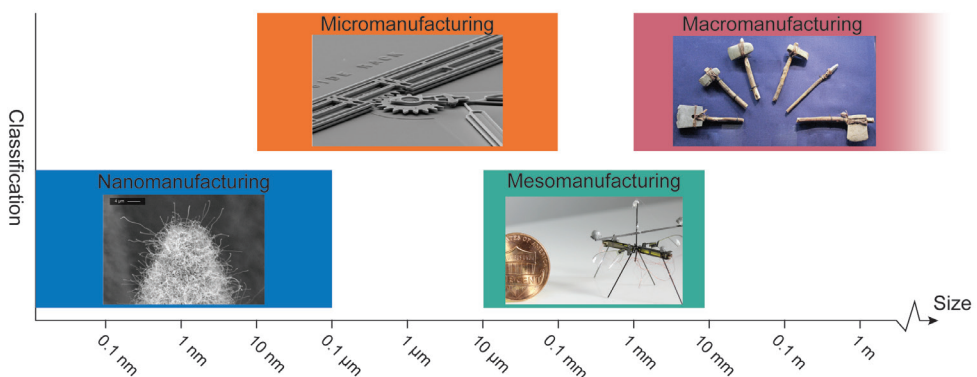 Micromanufacturing
Macromanufacturing
Nanomanufacturing
Mesomanufacturing
Classification
Size
0.1 nm
1 nm
10 nm
0.1 μm
1 μm
10 μm
0.1 mm
1 mm
10 mm
0.1 m
1 m